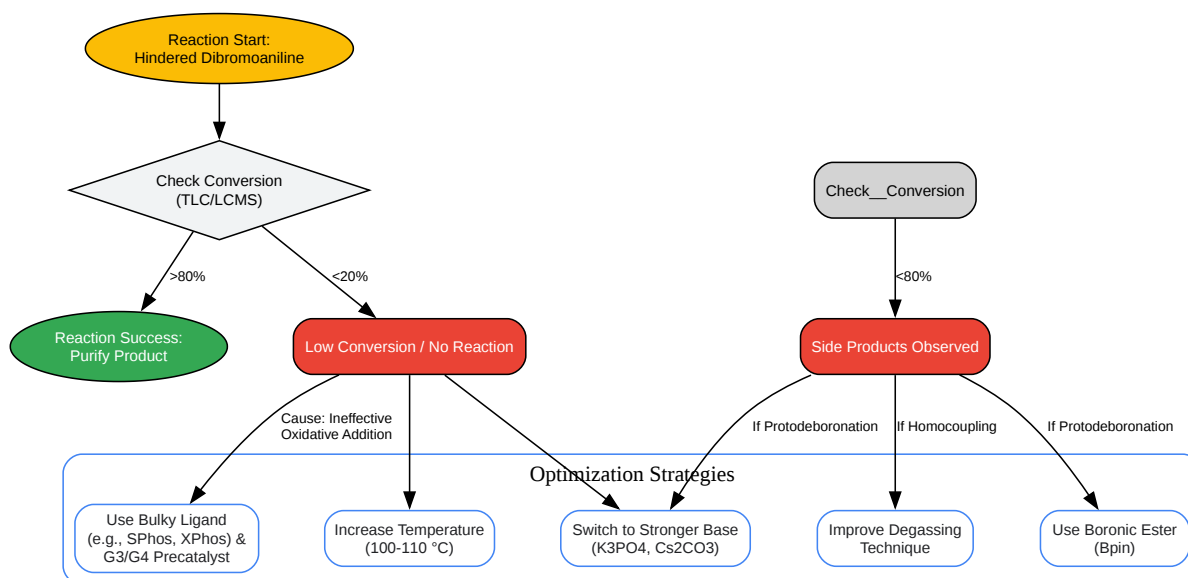 Reaction Start:
Hindered Dibromoaniline
Check Conversion
(TLC/LCMS)
Check__Conversion
>80%
<20%
<80%
Reaction Success:
Purify Product
Low Conversion / No Reaction
Side Products Observed
Cause: Ineffective
Oxidative Addition
If Protodeboronation
If Homocoupling
If Protodeboronation
Optimization Strategies
Use Bulky Ligand
(e.g., SPhos, XPhos) &
G3/G4 Precatalyst
Increase Temperature
(100-110 °C)
Switch to Stronger Base
(K3PO4, Cs2CO3)
Improve Degassing
Technique
Use Boronic Ester
(Bpin)